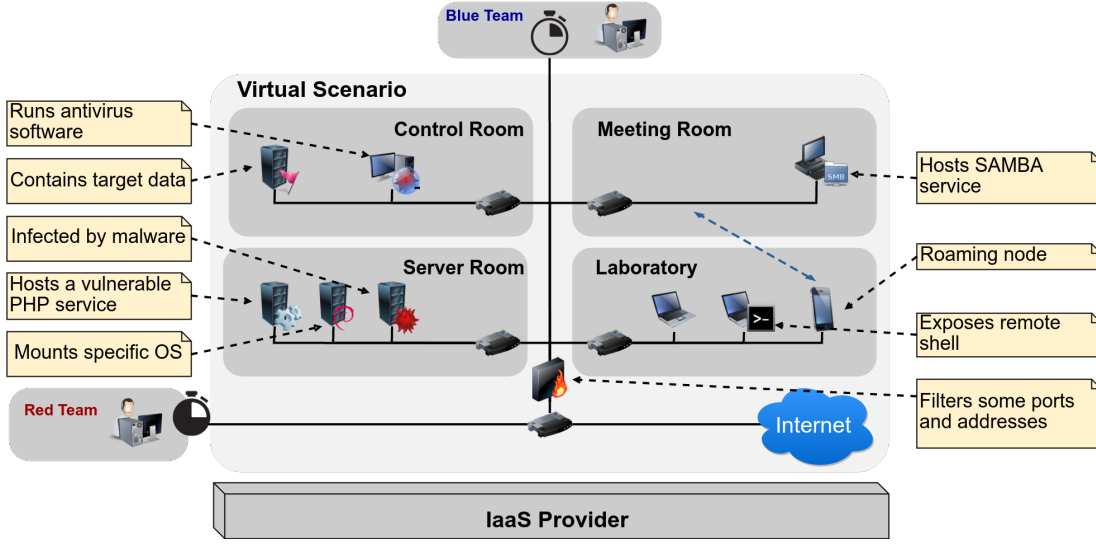 Blue Team
Virtual Scenario
Runs antivirus
software
Control Room
Meeting Room
Contains target data
SMB
Hosts SAMBA
service
Infected by malware
Server Room
Laboratory
Roaming node
Hosts a vulnerable
PHP service
>_
Exposes remote
shell
Mounts specific OS
Red Team
Internet
Filters some ports
and addresses
IaaS Provider